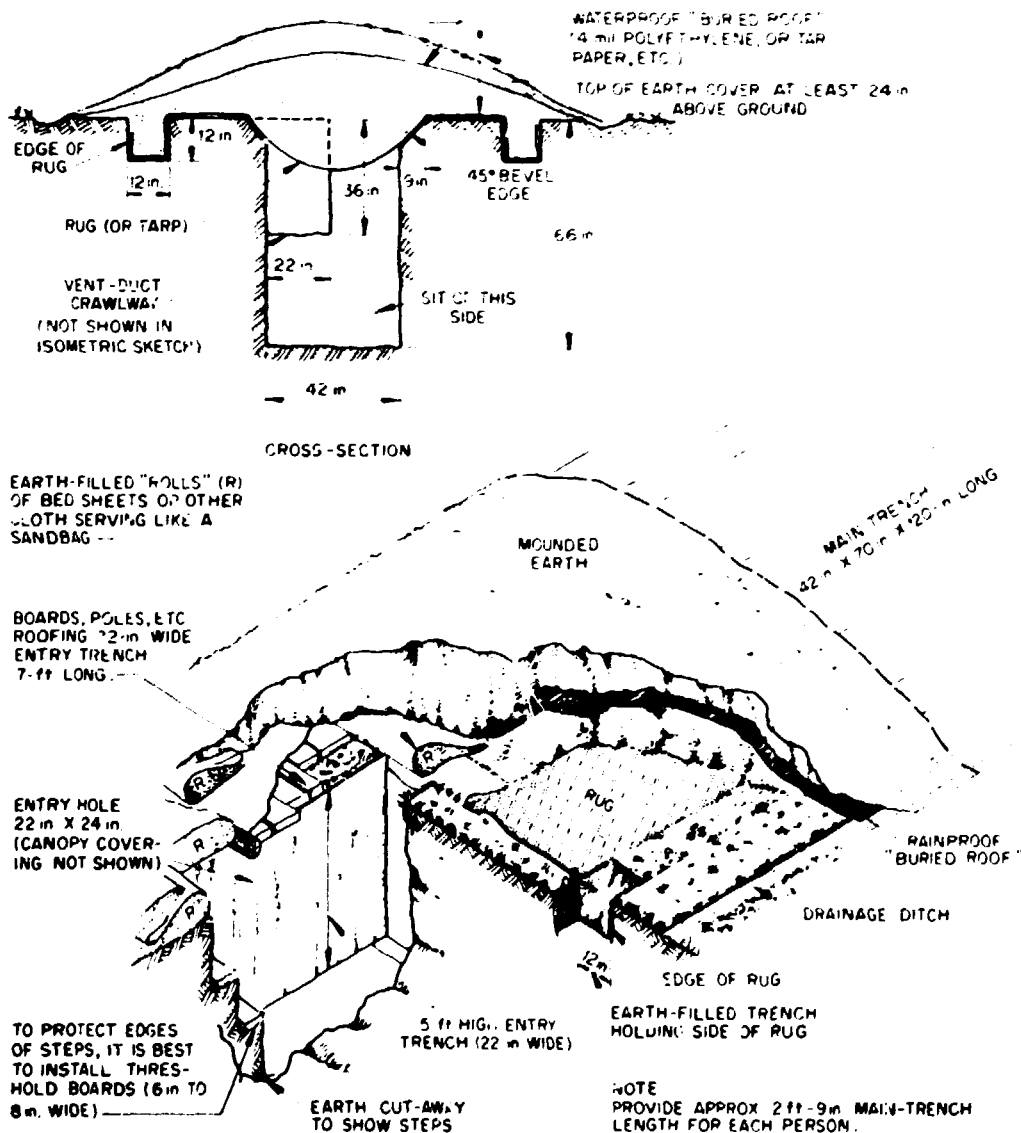 WATERPROOF "BURIED ROOF"
(4 mil POLYETHYLENE, OR TAR
PAPER, ETC.)
TOP OF EARTH COVER AT LEAST 24 in
ABOVE GROUND
EDGE OF
RUG
12 in
12 in.
36 in
9 in
45° BEVEL
EDGE
66 in
RUG (OR TARP)
22 in
VENT-DUCT
CRAWLWAY
(NOT SHOWN IN
ISOMETRIC SKETCH)
SIT ON THIS
SIDE
42 in
CROSS-SECTION
EARTH-FILLED "ROLLS" (R)
OF BED SHEETS OR OTHER
CLOTH SERVING LIKE A
SANDBAG
MOUNDED
EARTH
MAIN TRENCH
42 in X 70 in X 120 in LONG
BOARDS, POLES, ETC
ROOFING 22-in WIDE
ENTRY TRENCH
7-ft LONG.
R
R
RUG
ENTRY HOLE
22 in X 24 in.
(CANOPY COVER-
ING NOT SHOWN)
R
R
RAINPROOF
"BURIED ROOF"
DRAINAGE DITCH
12 in
EDGE OF RUG
EARTH-FILLED TRENCH
HOLDING SIDE OF RUG
5 ft HIGH ENTRY
TRENCH (22 in WIDE)
TO PROTECT EDGES
OF STEPS, IT IS BEST
TO INSTALL THRES-
HOLD BOARDS (6 in TO
8 in. WIDE)
EARTH CUT-AWAY
TO SHOW STEPS
NOTE
PROVIDE APPROX 2 ft-9 in MAIN-TRENCH
LENGTH FOR EACH PERSON.